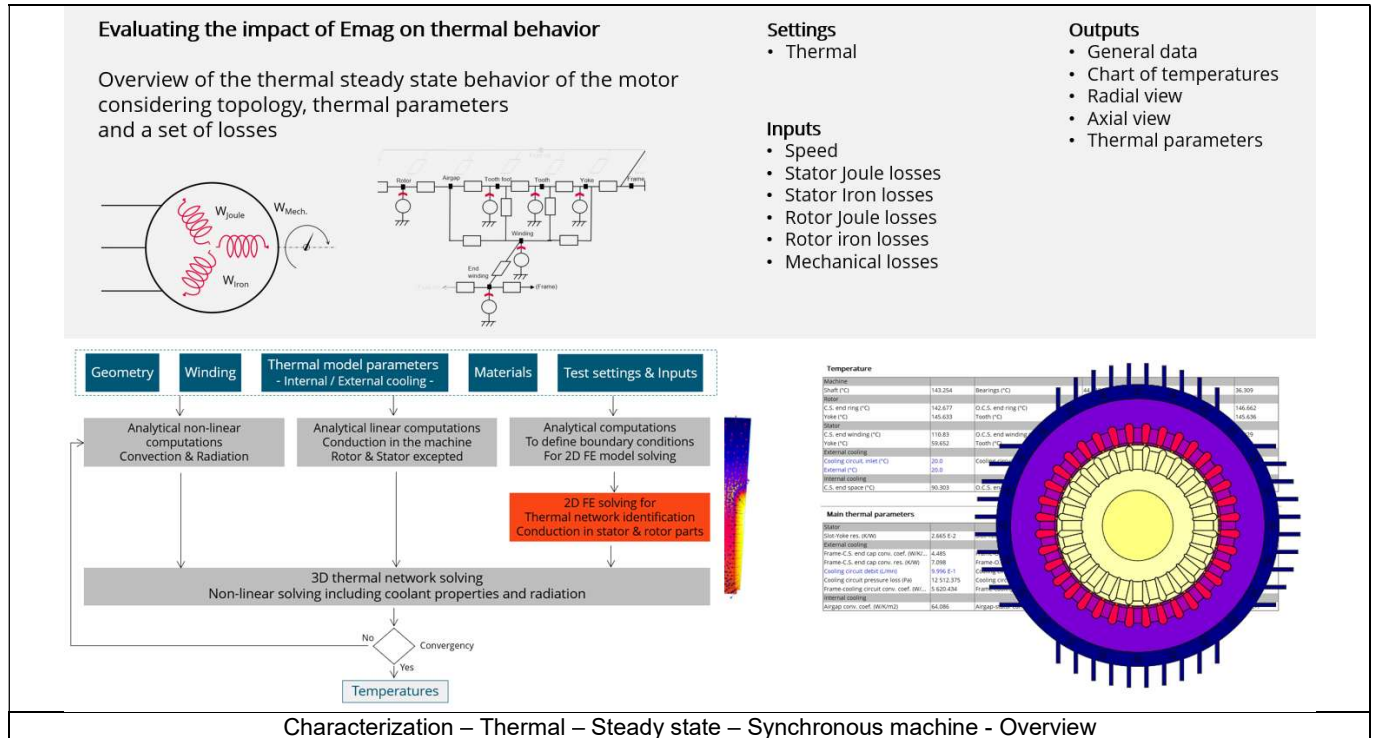 Evaluating the impact of Emag on thermal behavior
Overview of the thermal steady state behavior of the motor
considering topology, thermal parameters
and a set of losses
Settings
• Thermal
Inputs
• Speed
• Stator Joule losses
• Stator Iron losses
• Rotor Joule losses
• Rotor iron losses
• Mechanical losses
Outputs
• General data
• Chart of temperatures
• Radial view
• Axial view
• Thermal parameters
WJoule
WMech.
WIron
Rotor
Airgap
Tooth foot
Tooth
Yoke
Frame
Winding
End
winding
(Frame)
Geometry
Winding
Thermal model parameters
- Internal / External cooling -
Materials
Test settings & Inputs
Analytical non-linear
computations
Convection & Radiation
Analytical linear computations
Conduction in the machine
Rotor & Stator excepted
Analytical computations
To define boundary conditions
For 2D FE model solving
2D FE solving for
Thermal network identification
Conduction in stator & rotor parts
3D thermal network solving
Non-linear solving including coolant properties and radiation
No
Convergency
Yes
Temperatures
Temperature
Machine
Shaft (°C) 143.254 Bearings (°C) 36.309
Rotor
C.S. end ring (°C) 142.677 O.C.S. end ring (°C) 146.662
Yoke (°C) 145.633 Tooth (°C) 145.636
Stator
C.S. end winding (°C) 110.83 O.C.S. end winding
Yoke (°C) 59.652 Tooth (°C)
External cooling
Cooling circuit, inlet (°C) 20.0
External (°C) 20.0
Internal cooling
C.S. end space (°C) 90.303
Main thermal parameters
Stator
Slot-Yoke res. (K/W) 2.665 E-2
External cooling
Frame-C.S. end cap conv. coef. (W/K/... 4.485
Frame-C.S. end cap conv. res. (K/W) 7.098
Cooling circuit debit (L/mn) 9.996 E-1
Cooling circuit pressure loss (Pa) 12 512.375
Frame-cooling circuit conv. coef. (W/... 5 620.434
Internal cooling
Airgap conv. coef. (W/K/m2) 64.086
Characterization – Thermal – Steady state – Synchronous machine - Overview